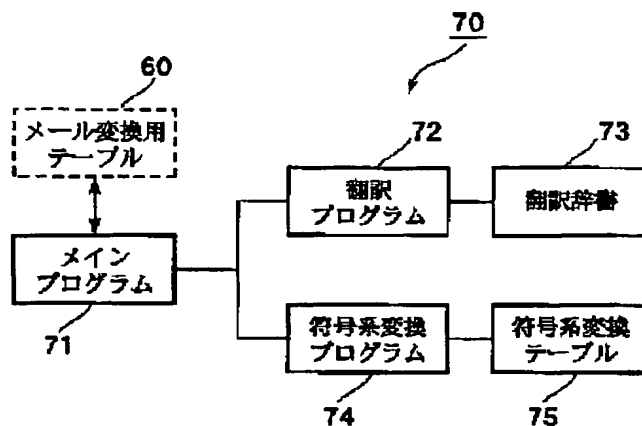 70
60
メール変換用
テーブル
72
73
翻訳
プログラム
翻訳辞書
メイン
プログラム
71
符号系変換
プログラム
符号系変換
テーブル
74
75